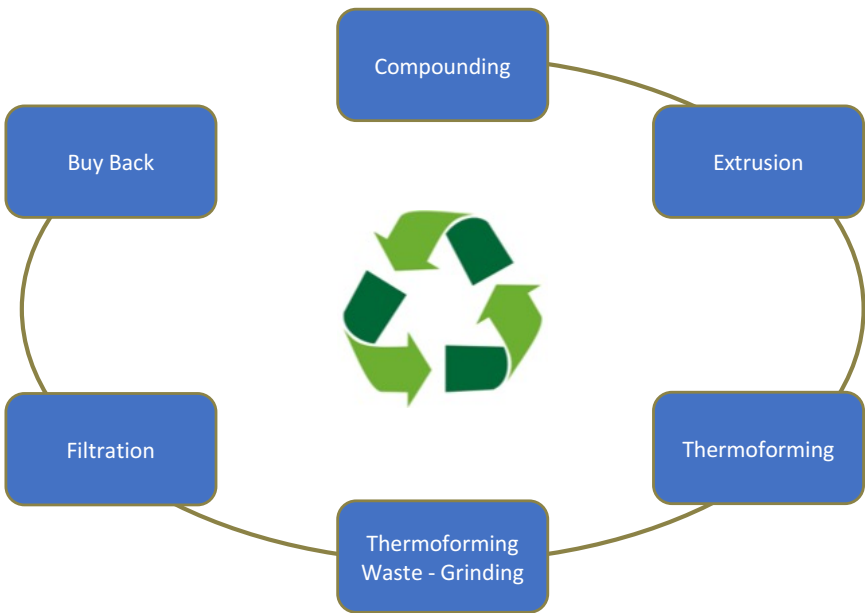 Compounding
Buy Back
Extrusion
Filtration
Thermoforming
Thermoforming
Waste - Grinding